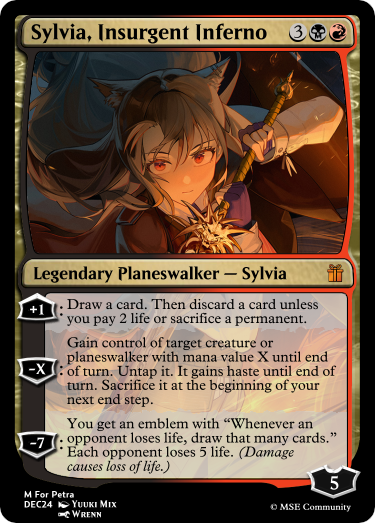 Sylvia, Insurgent Inferno 3
Legendary Planeswalker — Sylvia
+1 : Draw a card. Then discard a card unless
you pay 2 life or sacrifice a permanent.
Gain control of target creature or
planeswalker with mana value X until end
-X : of turn. Untap it. It gains haste until end of
turn. Sacrifice it at the beginning of your
next end step.
You get an emblem with “Whenever an
-7 : opponent loses life, draw that many cards.”
Each opponent loses 5 life. (Damage
causes loss of life.)
5
M For Petra
DEC24 Yuuki Mix
Wrenn
© MSE Community